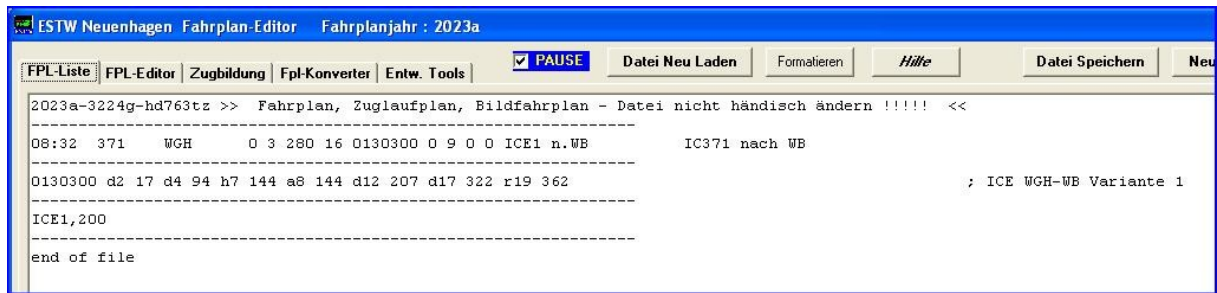 ESTW Neuenhagen Fahrplan-Editor Fahrplanjahr : 2023a
FPL-Liste FPL-Editor Zugbildung Fpl-Konverter Entw. Tools PAUSE Datei Neu Laden Formatieren Hilfe Datei Speichern Neu
2023a-3224g-hd763tz >> Fahrplan, Zuglaufplan, Bildfahrplan - Datei nicht händisch ändern !!!!! <<
----------------------------------------------------------------------
08:32 371 WGH 0 3 280 16 0130300 0 9 0 0 ICE1 n.WB IC371 nach WB
----------------------------------------------------------------------
0130300 d2 17 d4 94 h7 144 a8 144 d12 207 d17 322 r19 362 ; ICE WGH-WB Variante 1
----------------------------------------------------------------------
ICE1,200
----------------------------------------------------------------------
end of file